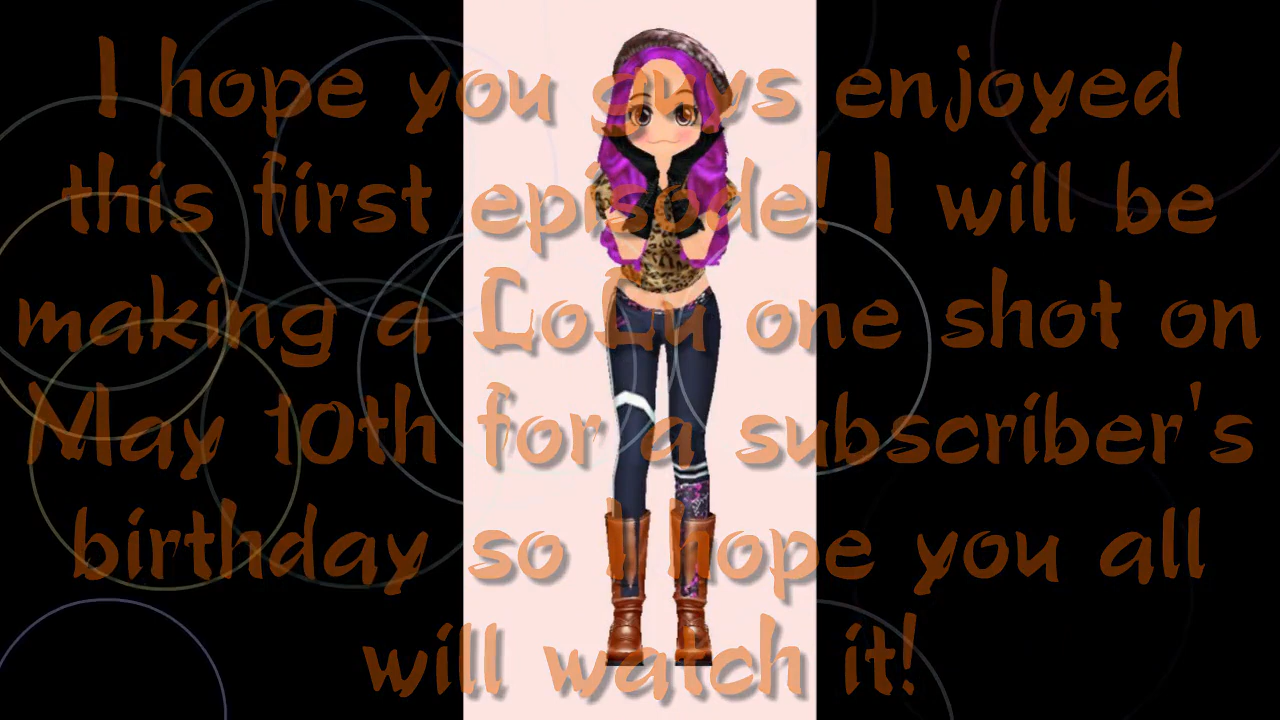 I hope you guys enjoyed
this first episode! I will be
making a LoLu one shot on
May 10th for a subscriber's
birthday so I hope you all
will watch it!